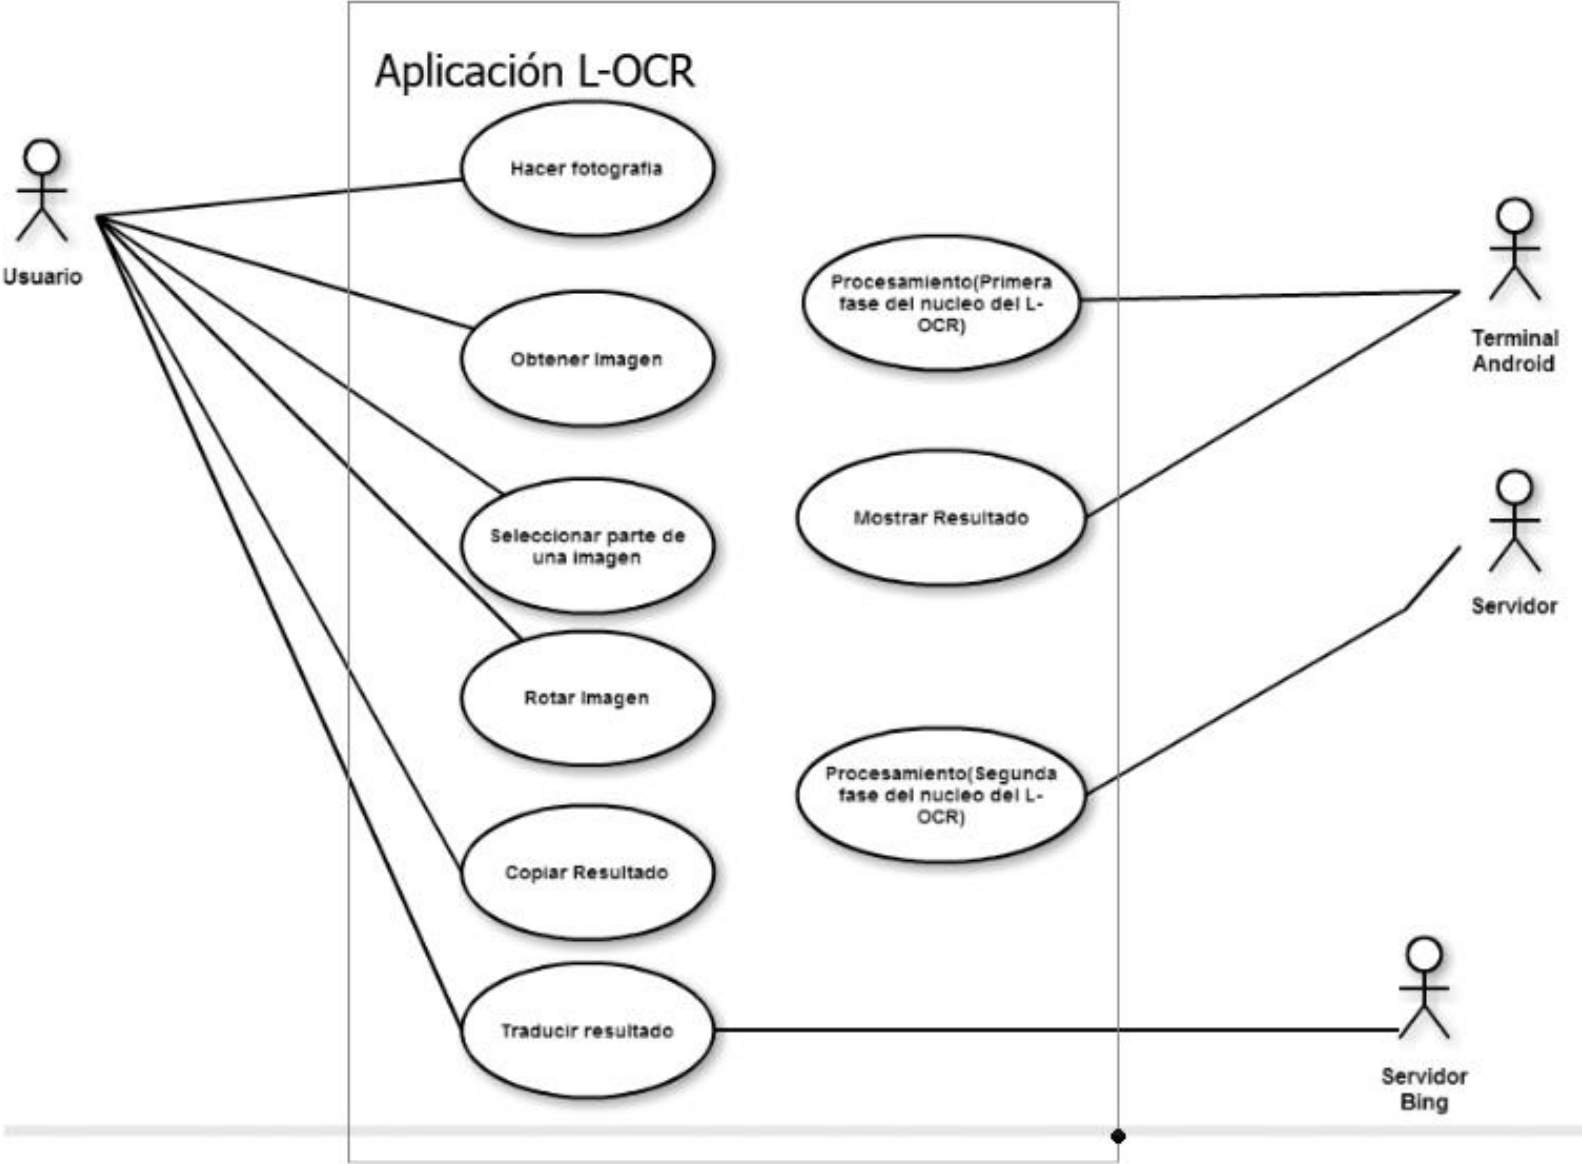 Aplicación L-OCR
Usuario
Hacer fotografia
Obtener Imagen
Seleccionar parte de
una imagen
Rotar Imagen
Copiar Resultado
Traducir resultado
Procesamiento(Primera
fase del nucleo del L-
OCR)
Mostrar Resultado
Procesamiento(Segunda
fase del nucleo del L-
OCR)
Terminal
Android
Servidor
Servidor
Bing